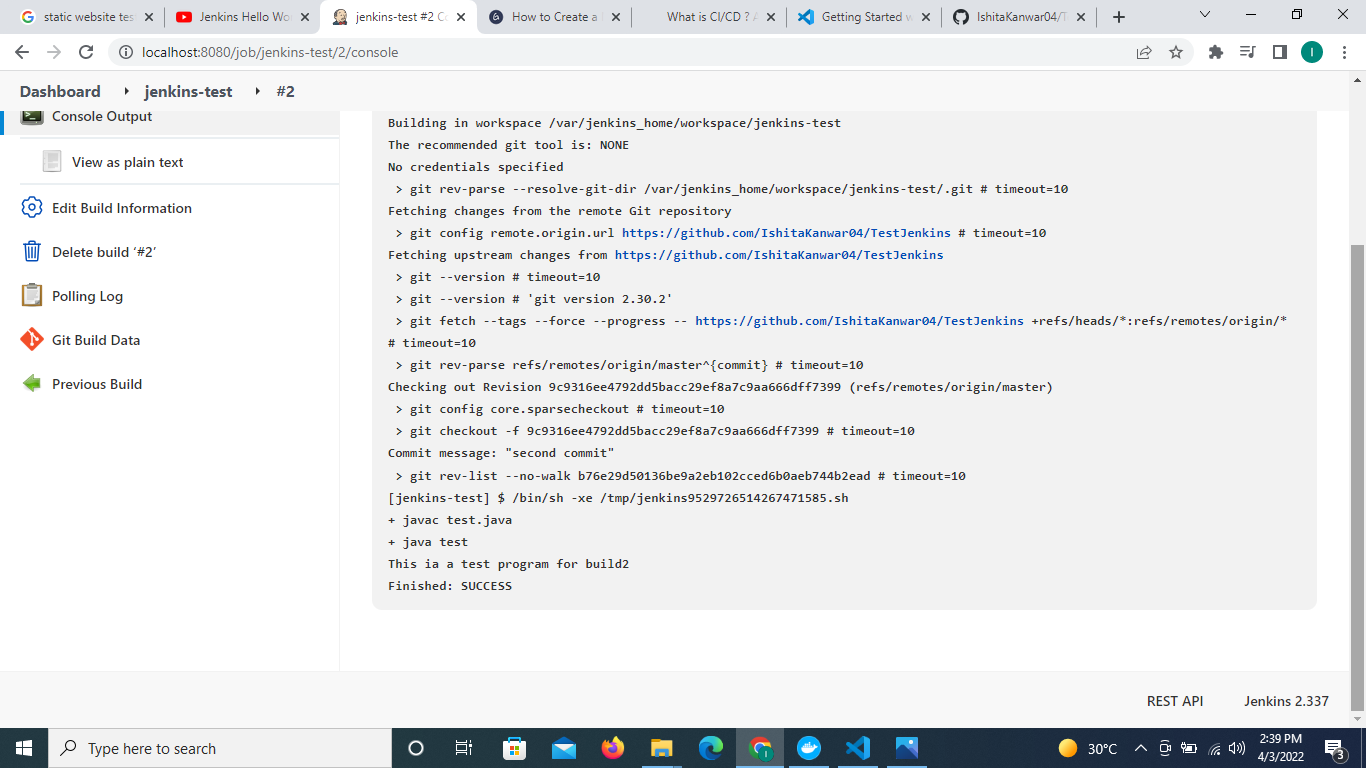 static website tes
Jenkins Hello Wo
jenkins-test #2 C
How to Create a
What is CI/CD ?
Getting Started
IshitaKanwar04/T
localhost:8080/job/jenkins-test/2/console
I
Dashboard
jenkins-test
#2
Console Output
View as plain text
Edit Build Information
Delete build ‘#2’
Polling Log
Git Build Data
Previous Build
Building in workspace /var/jenkins_home/workspace/jenkins-test
The recommended git tool is: NONE
No credentials specified
> git rev-parse --resolve-git-dir /var/jenkins_home/workspace/jenkins-test/.git # timeout=10
Fetching changes from the remote Git repository
> git config remote.origin.url https://github.com/IshitaKanwar04/TestJenkins # timeout=10
Fetching upstream changes from https://github.com/IshitaKanwar04/TestJenkins
> git --version # timeout=10
> git --version # 'git version 2.30.2'
> git fetch --tags --force --progress -- https://github.com/IshitaKanwar04/TestJenkins +refs/heads/*:refs/remotes/origin/*
# timeout=10
> git rev-parse refs/remotes/origin/master^{commit} # timeout=10
Checking out Revision 9c9316ee4792dd5bacc29ef8a7c9aa666dff7399 (refs/remotes/origin/master)
> git config core.sparsecheckout # timeout=10
> git checkout -f 9c9316ee4792dd5bacc29ef8a7c9aa666dff7399 # timeout=10
Commit message: "second commit"
> git rev-list --no-walk b76e29d50136be9a2eb102cced6b0aeb744b2ead # timeout=10
[jenkins-test] $ /bin/sh -xe /tmp/jenkins9529726514267471585.sh
+ javac test.java
+ java test
This ia a test program for build2
Finished: SUCCESS
REST API
Jenkins 2.337
Type here to search
30°C
2:39 PM
4/3/2022
3